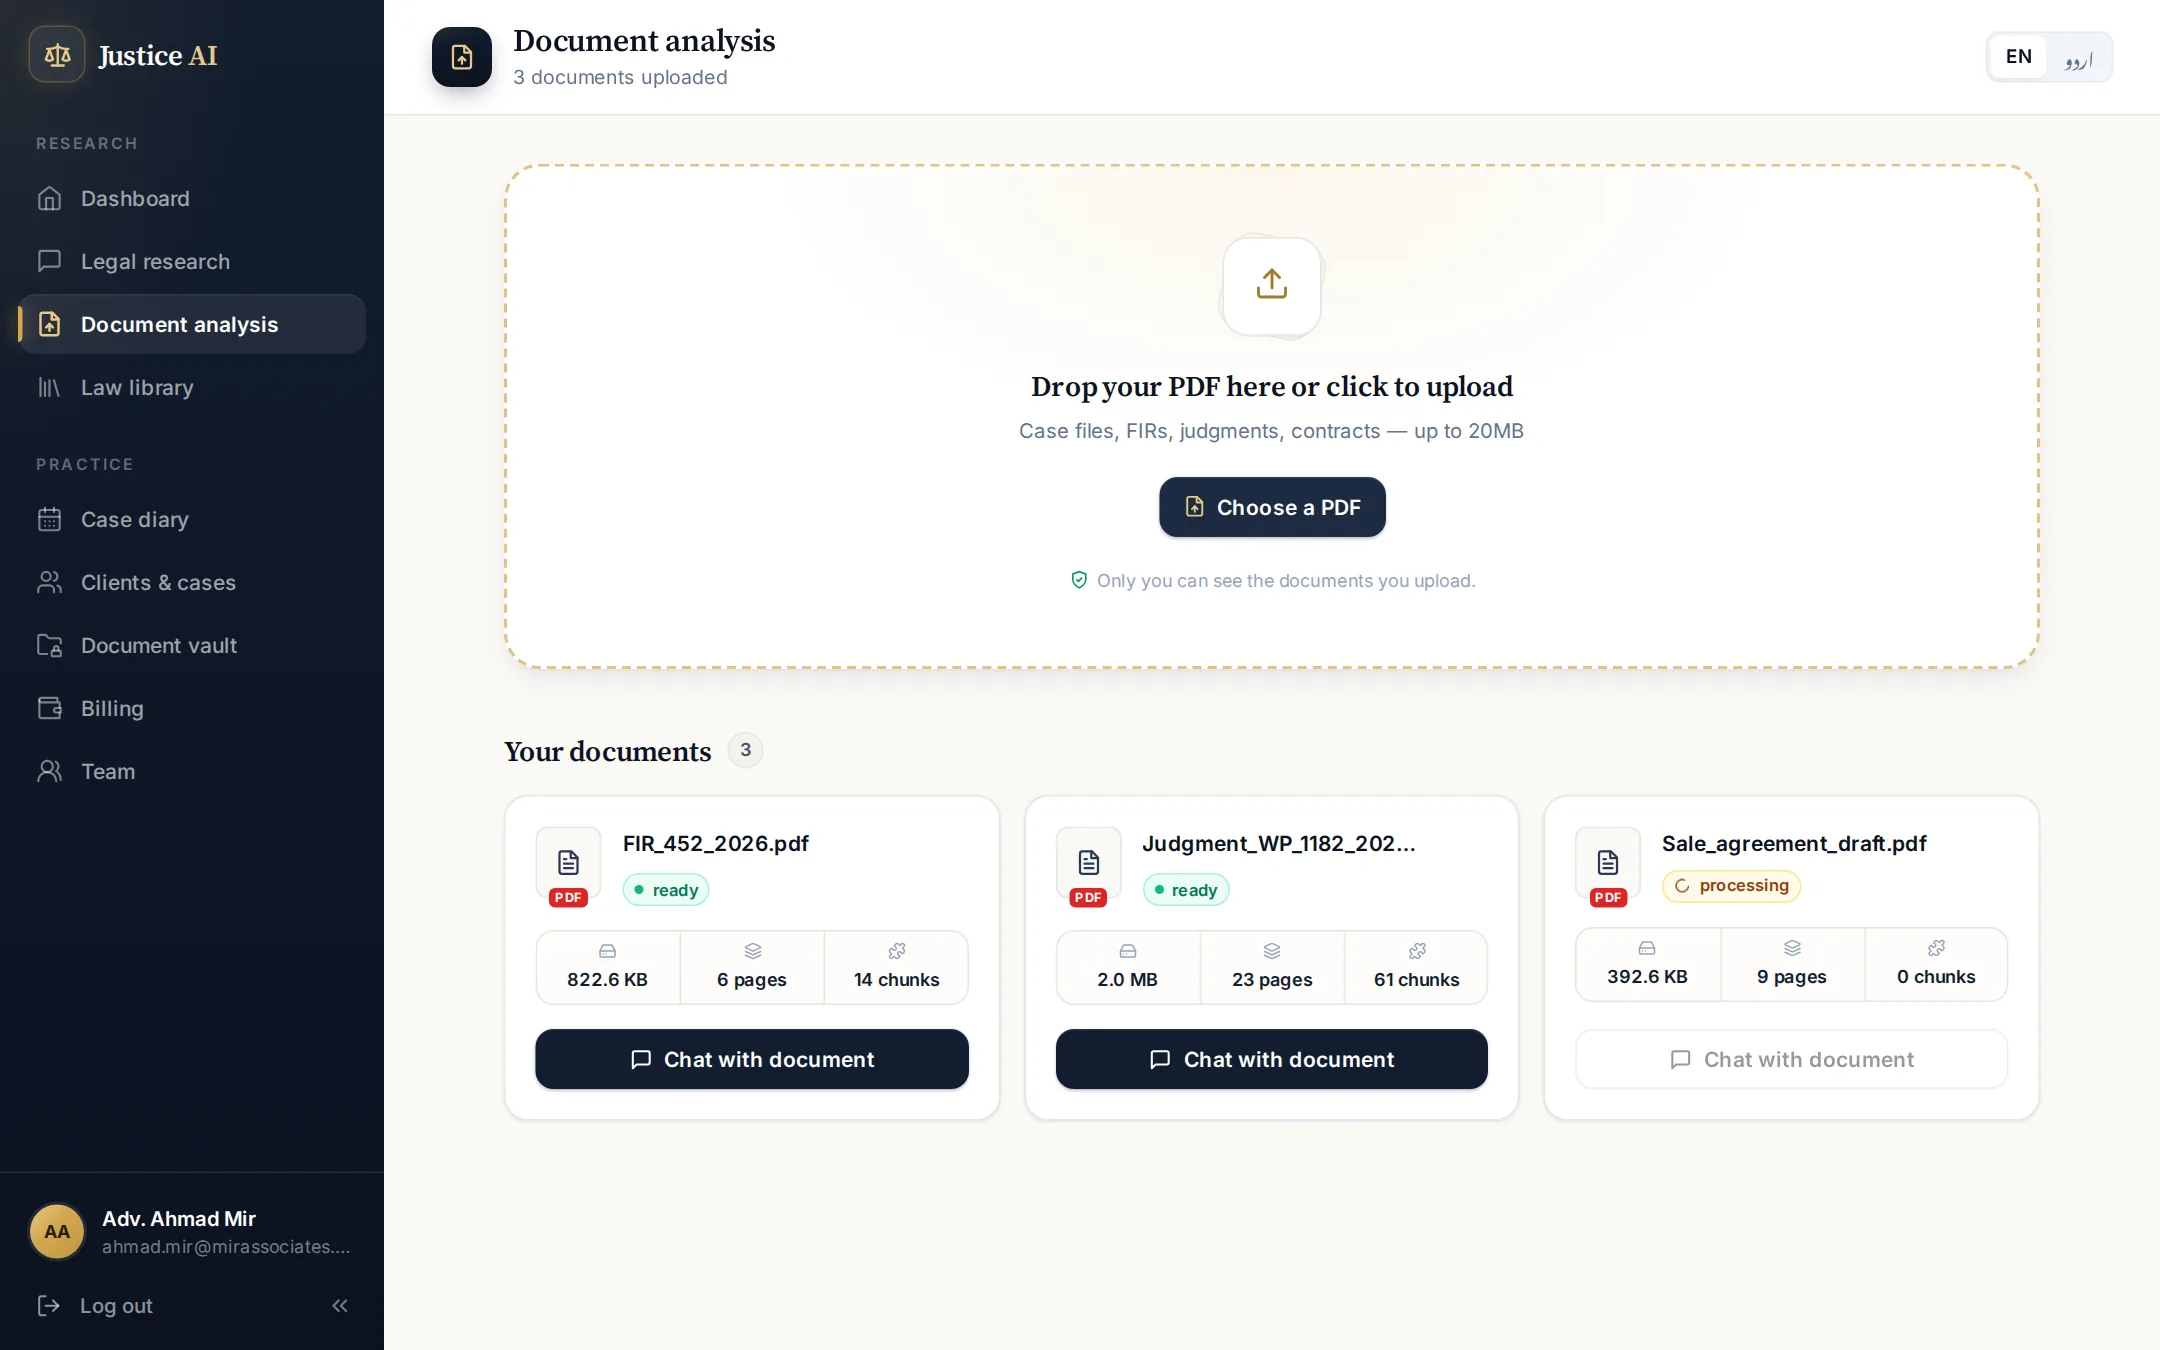 Justice AI
RESEARCH
Dashboard
Legal research
Document analysis
Law library
PRACTICE
Case diary
Clients & cases
Document vault
Billing
Team
AA
Adv. Ahmad Mir
ahmad.mir@mirassociates....
Log out
Document analysis
3 documents uploaded
EN
اردو
Drop your PDF here or click to upload
Case files, FIRs, judgments, contracts — up to 20MB
Choose a PDF
Only you can see the documents you upload.
Your documents 3
FIR_452_2026.pdf
PDF
ready
822.6 KB
6 pages
14 chunks
Chat with document
Judgment_WP_1182_202...
PDF
ready
2.0 MB
23 pages
61 chunks
Chat with document
Sale_agreement_draft.pdf
PDF
processing
392.6 KB
9 pages
0 chunks
Chat with document